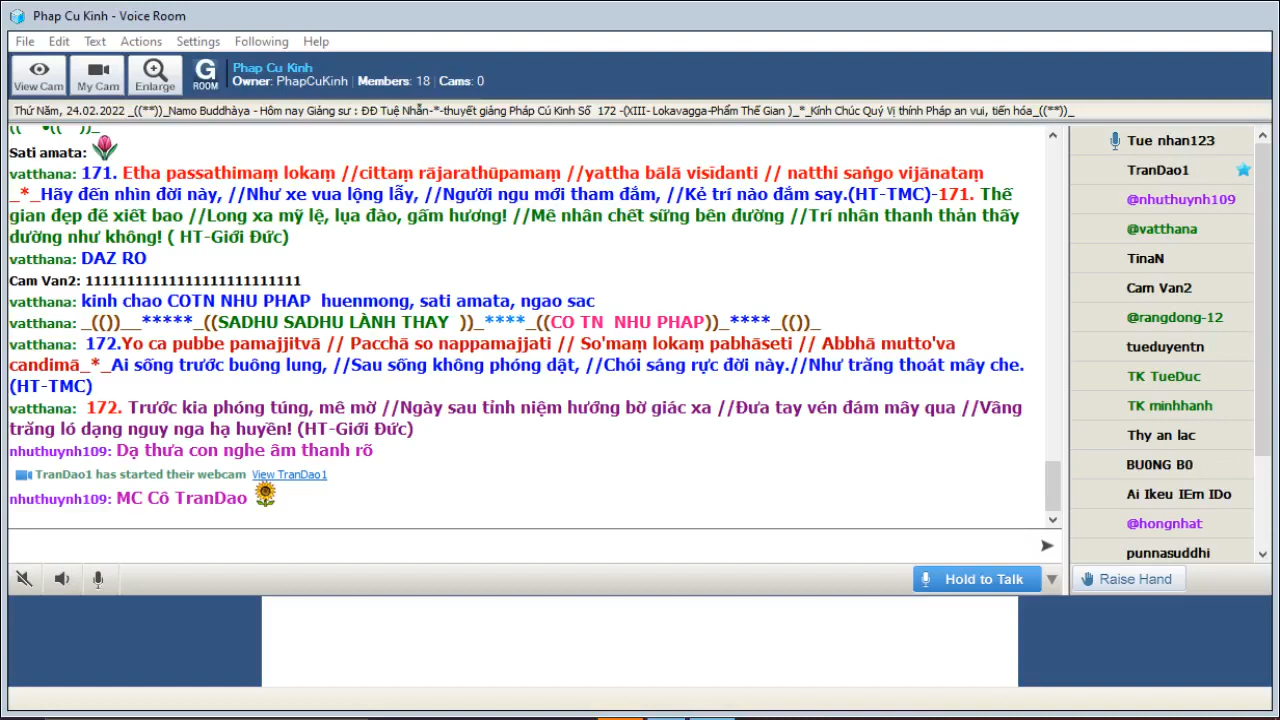 Phap Cu Kinh - Voice Room
File Edit Text Actions Settings Following Help
View Cam My Cam Enlarge G ROOM
Phap Cu Kinh
Owner: PhapCuKinh Members: 18 Cams: 0
Thứ Năm, 24.02.2022 _((**))_Namo Buddhàya - Hôm nay Giảng sư : ĐĐ Tuệ Nhẫn-*-thuyết giảng Pháp Cú Kinh Số 172 -(XIII- Lokavagga-Phẩm Thế Gian )_*_Kính Chúc Quý Vị thính Pháp an vui, tiến hóa_((**))_
Sati amata:
vatthana: 171. Etha passathimaṃ lokaṃ //cittaṃ rājarathūpamaṃ //yattha bālā visīdanti // natthi saṅgo vijānataṃ
_*_Hãy đến nhìn đời này, //Như xe vua lộng lẫy, //Người ngu mới tham đắm, //Kẻ trí nào đắm say.(HT-TMC)-171. Thế
gian đẹp đẽ xiết bao //Long xa mỹ lệ, lụa đào, gấm hương! //Mê nhân chết sững bên đường //Trí nhân thanh thản thấy
dường như không! ( HT-Giới Đức)
vatthana: DAZ RO
Cam Van2: 11111111111111111111111111
vatthana: kinh chao COTN NHU PHAP huenmong, sati amata, ngao sac
vatthana: _(())__*****_((SADHU SADHU LÀNH THAY ))_****_((CO TN NHU PHAP))_****_(())_
vatthana: 172.Yo ca pubbe pamajjitvā // Pacchā so nappamajjati // So'maṃ lokaṃ pabhāseti // Abbhā mutto'va
candimā_*_Ai sống trước buông lung, //Sau sống không phóng dật, //Chói sáng rực đời này.//Như trăng thoát mây che.
(HT-TMC)
vatthana: 172. Trước kia phóng túng, mê mờ //Ngày sau tỉnh niệm hướng bờ giác xa //Đưa tay vén đám mây qua //Vầng
trăng ló dạng nguy nga hạ huyền! (HT-Giới Đức)
nhuthuynh109: Dạ thưa con nghe âm thanh rõ
TranDao1 has started their webcam View TranDao1
nhuthuynh109: MC Cô TranDao
Hold to Talk
Tue nhan123
TranDao1
@nhuthuynh109
@vatthana
TinaN
Cam Van2
@rangdong-12
tueduyentn
TK TueDuc
TK minhhanh
Thy an lac
BU0NG B0
Ai Ikeu IEm IDo
@hongnhat
punnasuddhi
Raise Hand